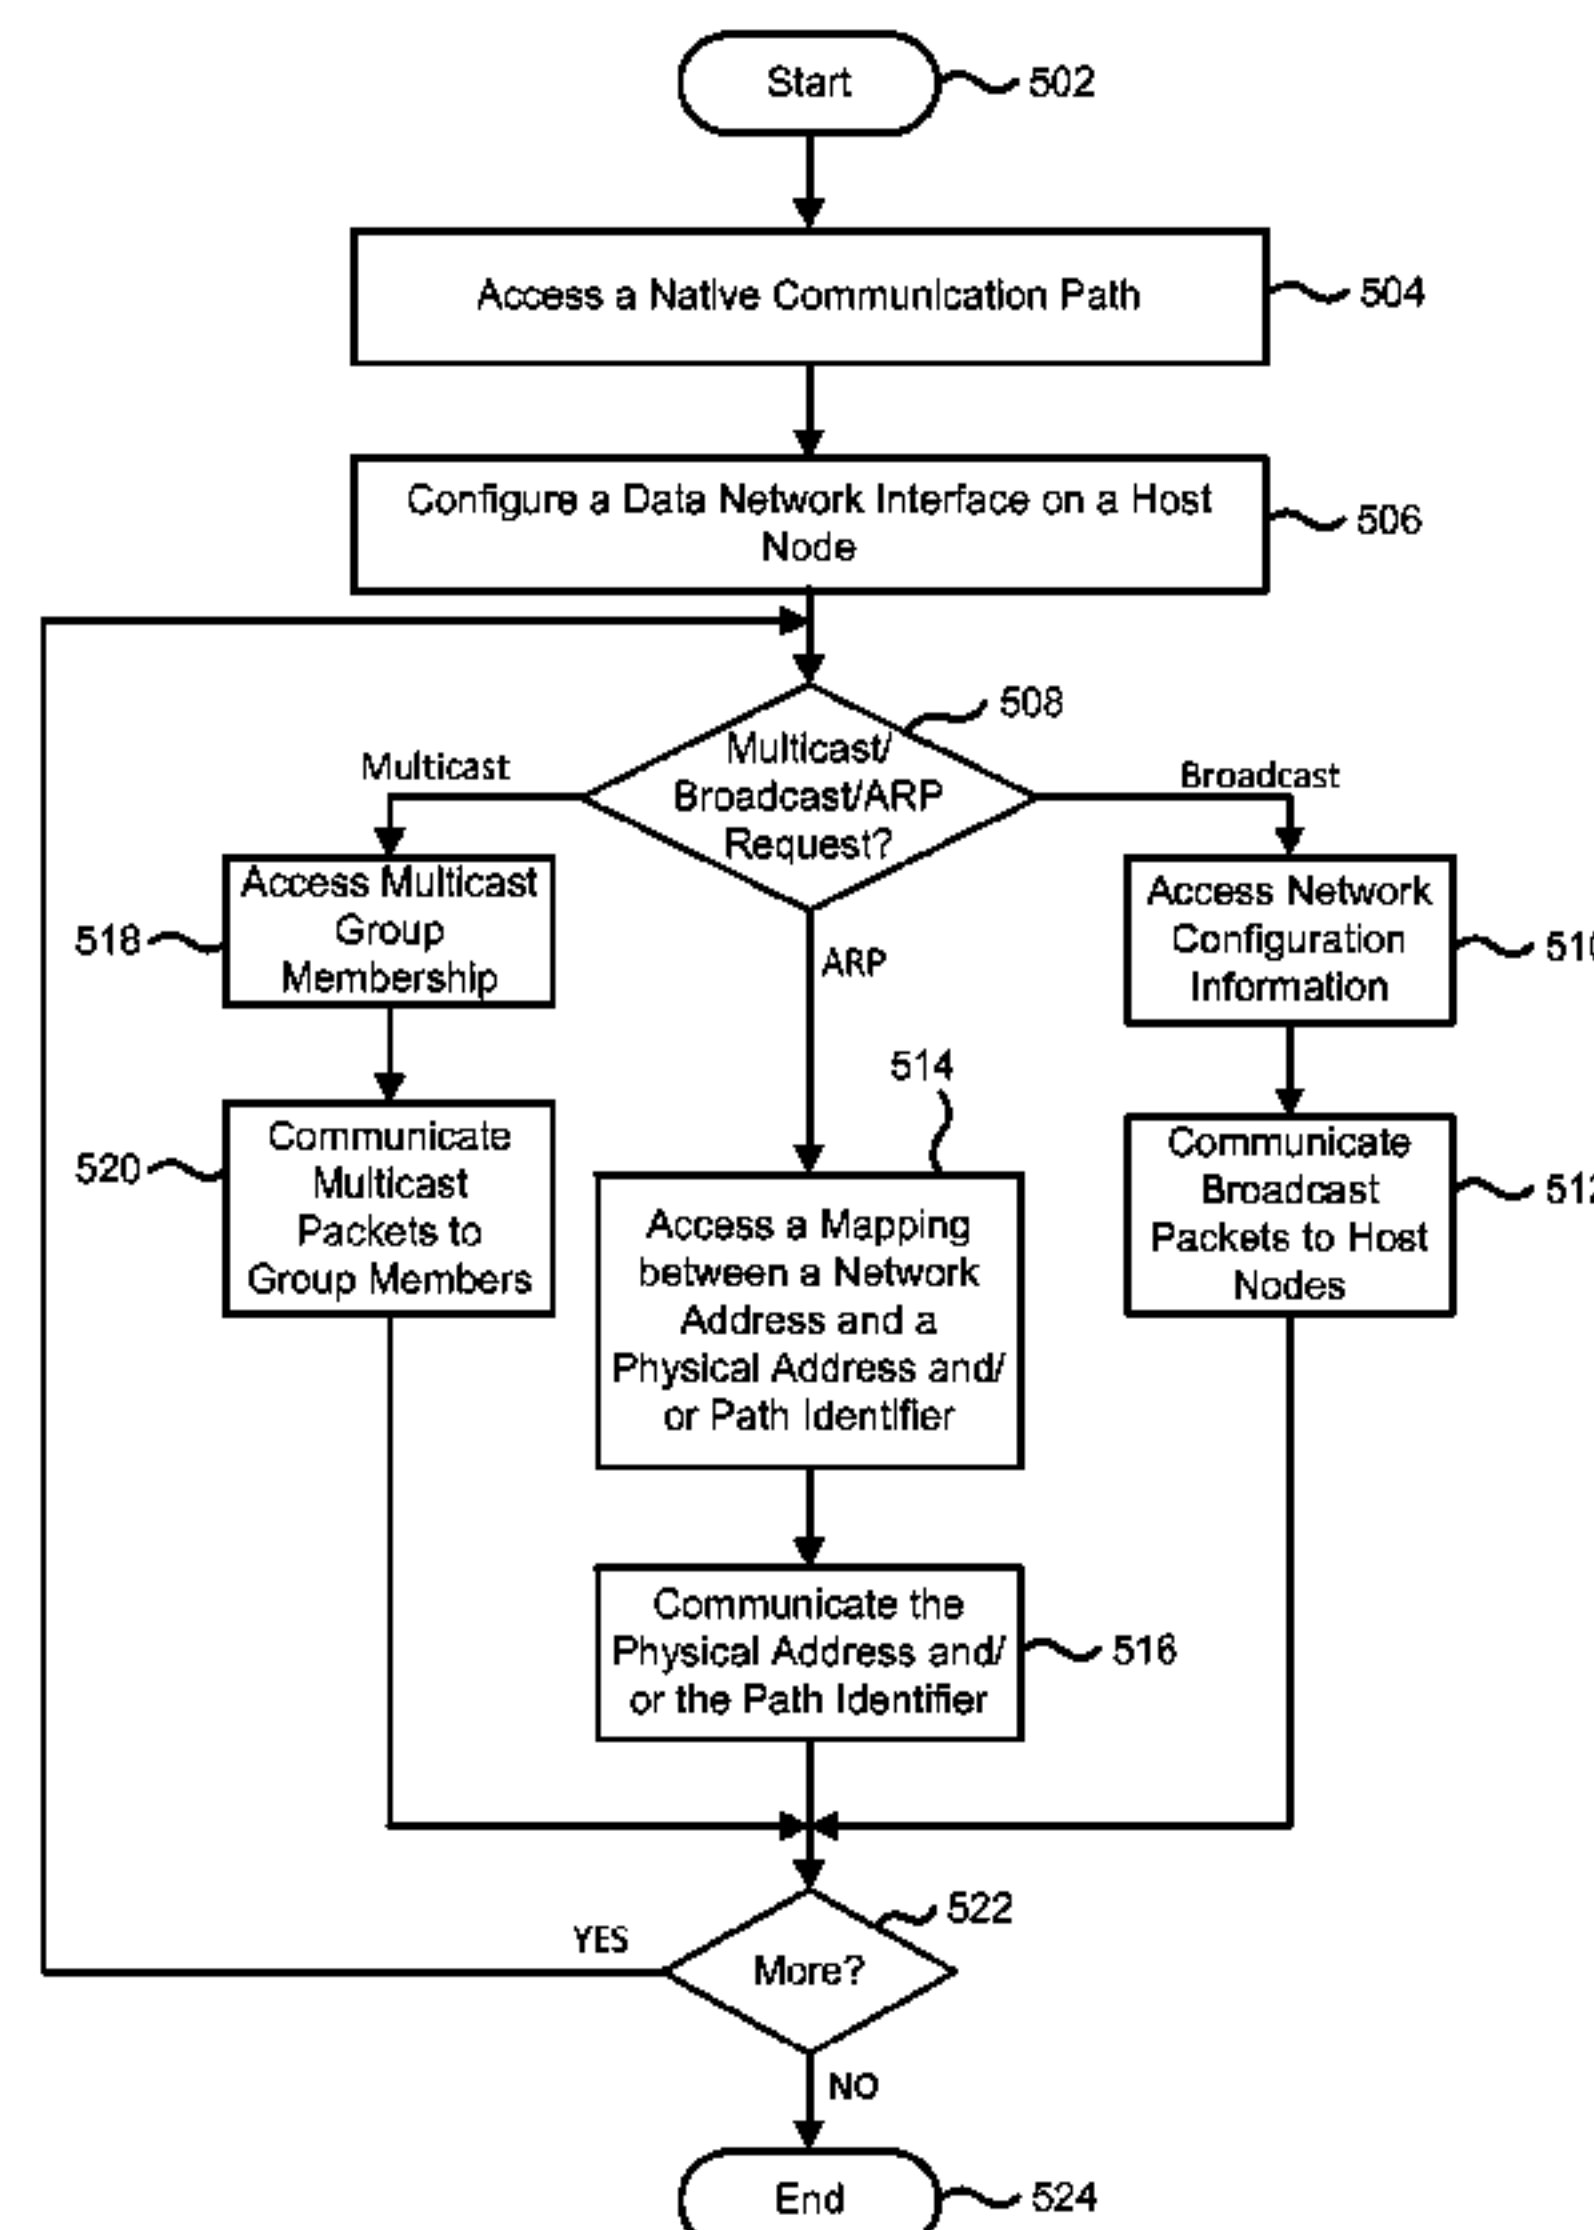 Start
502
Access a Native Communication Path
504
Configure a Data Network Interface on a Host
Node
506
508
Multicast/
Broadcast/ARP
Request?
Multicast
Broadcast
ARP
Access Multicast
Group
Membership
518
Access Network
Configuration
Information
Communicate
Multicast
Packets to
Group Members
520
514
Access a Mapping
between a Network
Address and a
Physical Address and/
or Path Identifier
Communicate
Broadcast
Packets to Host
Nodes
Communicate the
Physical Address and/
or the Path Identifier
516
522
More?
YES
NO
End
524